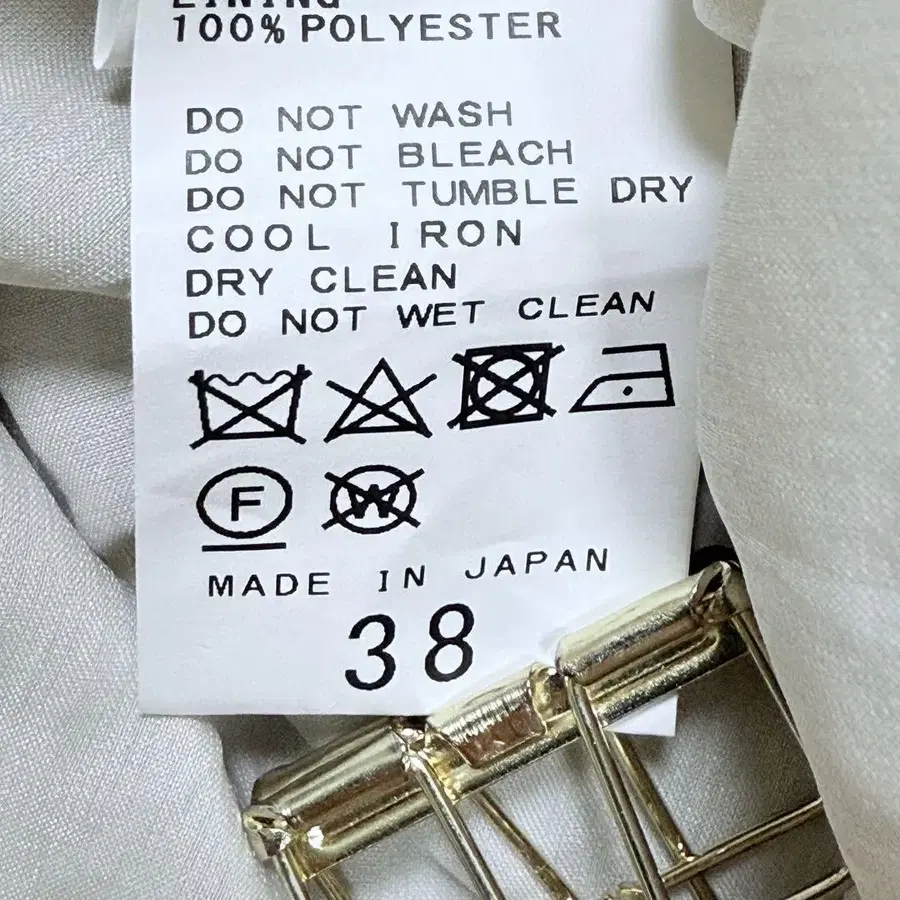 LINING
100% POLYESTER
DO NOT WASH
DO NOT BLEACH
DO NOT TUMBLE DRY
COOL IRON
DRY CLEAN
DO NOT WET CLEAN
F W
MADE IN JAPAN
38